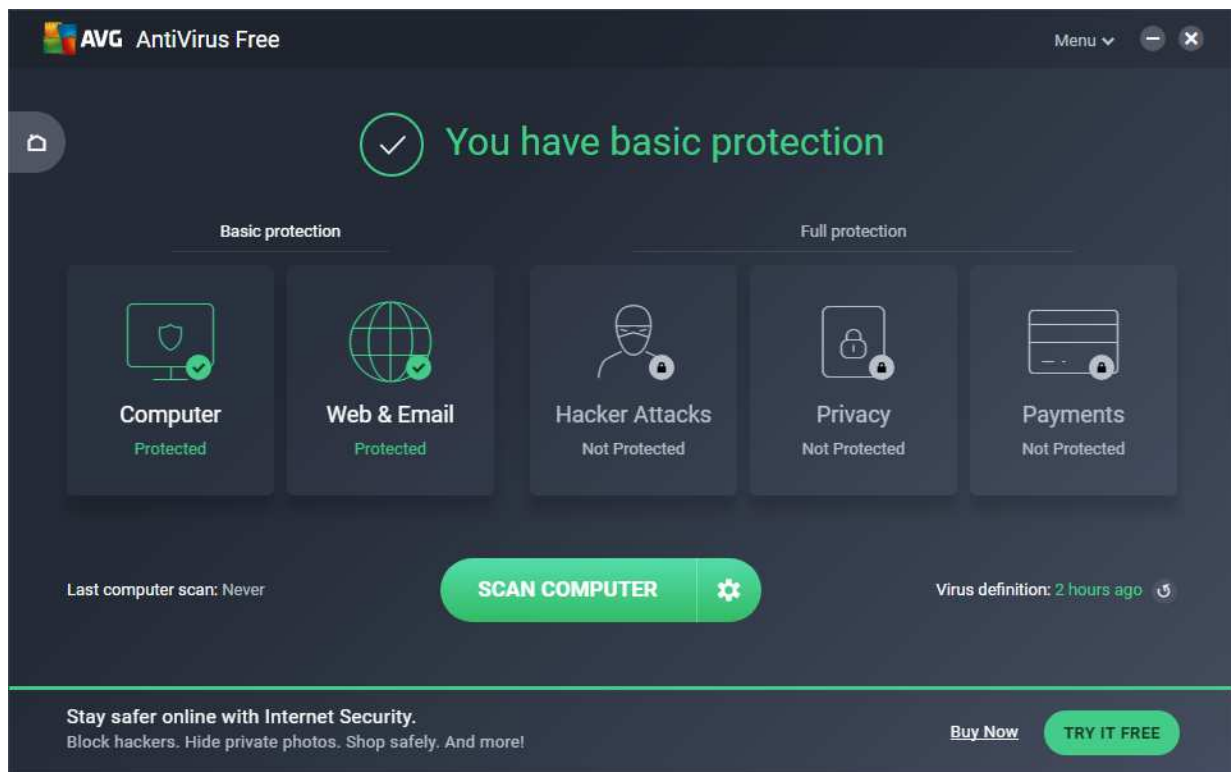 AVG AntiVirus Free
Menu
You have basic protection
Basic protection
Full protection
Computer
Protected
Web & Email
Protected
Hacker Attacks
Not Protected
Privacy
Not Protected
Payments
Not Protected
Last computer scan: Never
SCAN COMPUTER
Virus definition: 2 hours ago
Stay safer online with Internet Security.
Block hackers. Hide private photos. Shop safely. And more!
Buy Now
TRY IT FREE